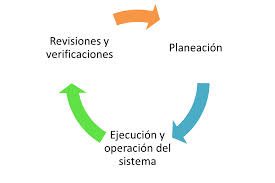 Revisiones y
verificaciones
Planeación
Ejecución y
operación del
sistema